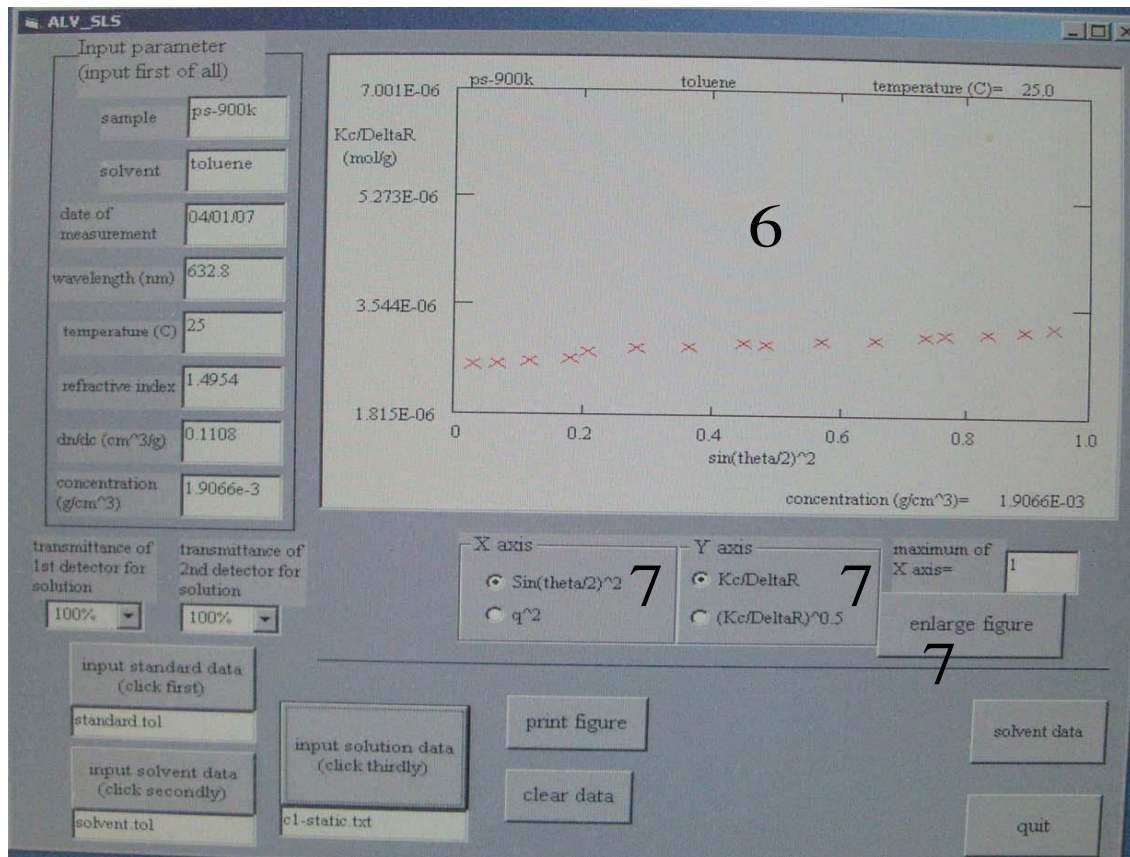 ALV_SLS
Input parameter
(input first of all)
sample
ps-900k
solvent
toluene
date of
measurement
04/01/07
wavelength (nm)
632.8
temperature (C)
25
refractive index
1.4954
dn/dc (cm^3/g)
0.1108
concentration
(g/cm^3)
1.9066e-3
ps-900k toluene temperature (C)= 25.0
7.001E-06
Kc/DeltaR
(mol/g)
5.273E-06
6
3.544E-06
1.815E-06
0 0.2 0.4 0.6 0.8 1.0
sin(theta/2)^2
concentration (g/cm^3)= 1.9066E-03
transmittance of
1st detector for
solution
100%
transmittance of
2nd detector for
solution
100%
X axis
Sin(theta/2)^2
q^2
7
Y axis
Kc/DeltaR
(Kc/DeltaR)^0.5
7
maximum of
X axis=
1
enlarge figure
7
input standard data
(click first)
standard.tol
input solvent data
(click secondly)
solvent.tol
input solution data
(click thirdly)
c1-static.txt
print figure
clear data
solvent data
quit